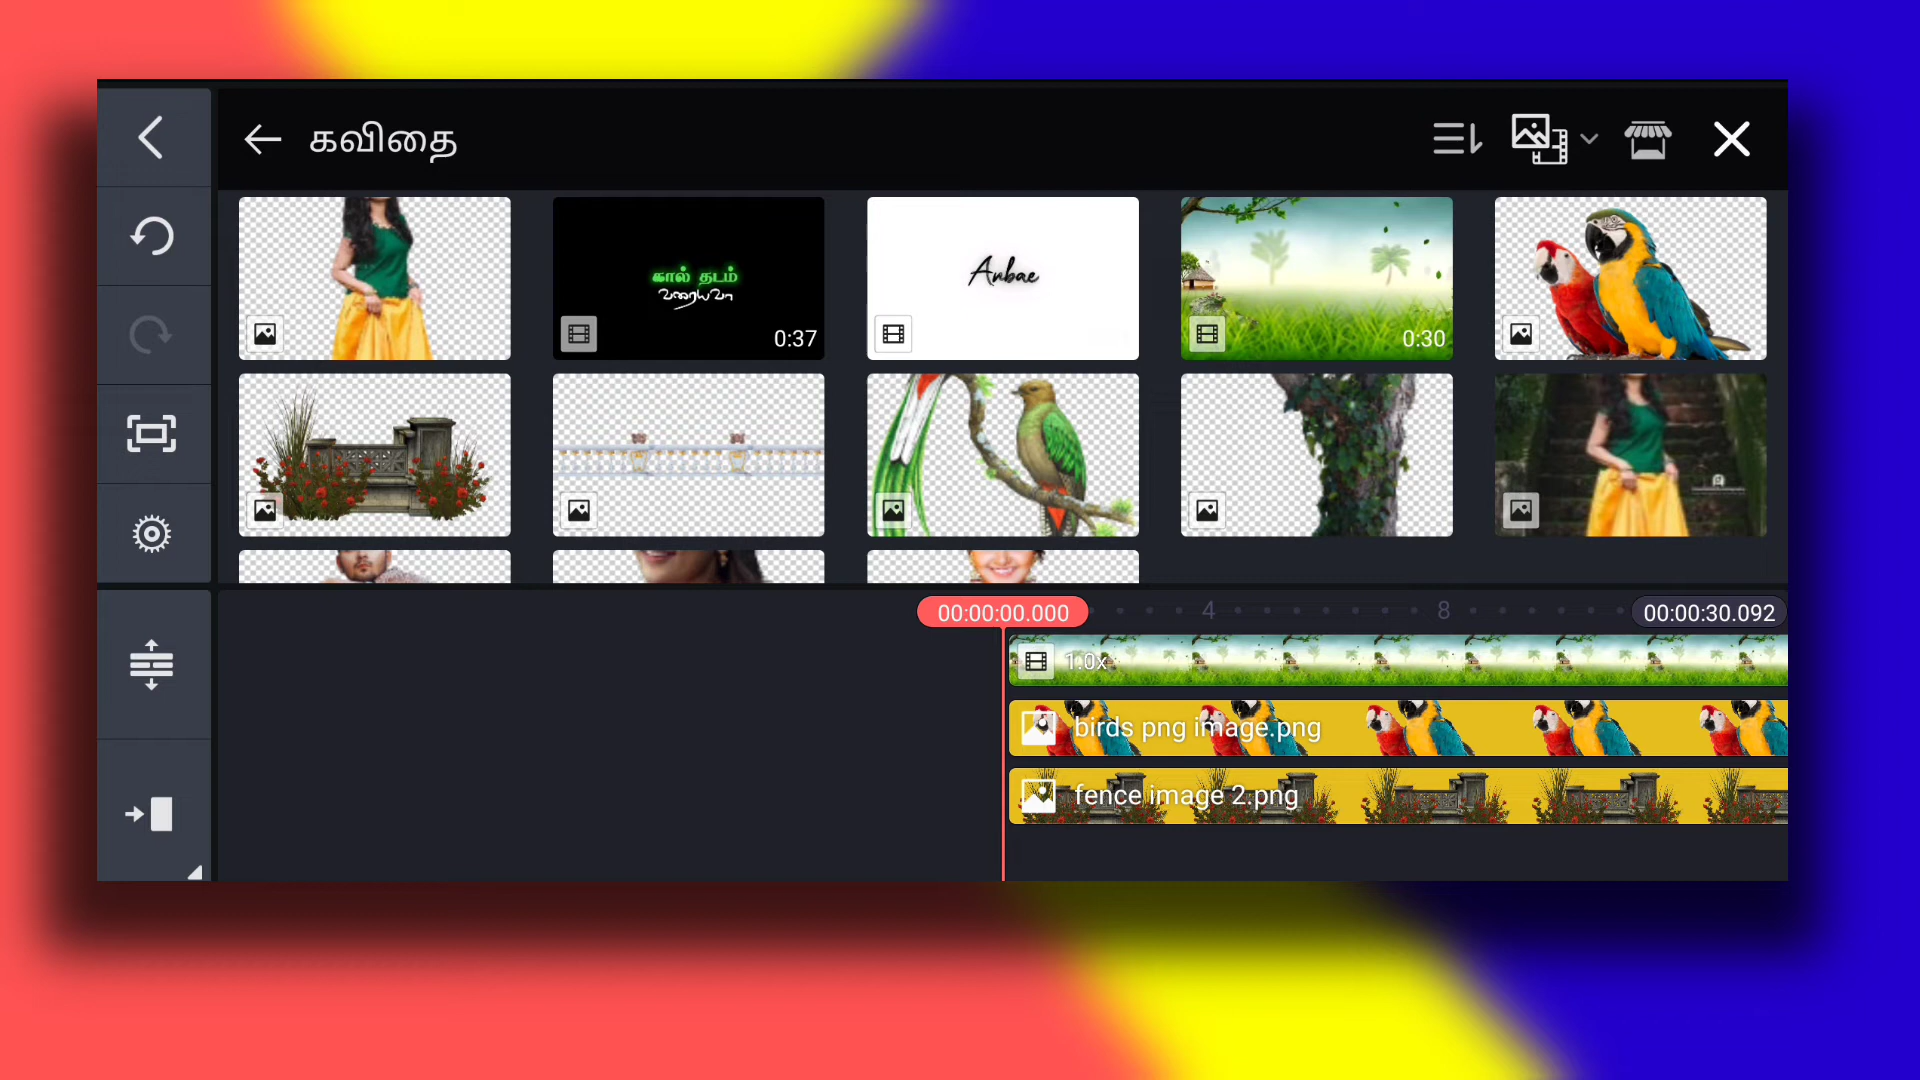 கவிதை
கால் தடம்
வரையவா
0:37
Anbae
0:30
00:00:00.000
4
8
00:00:30.092
1.0x
birds png image.png
fence image 2.png